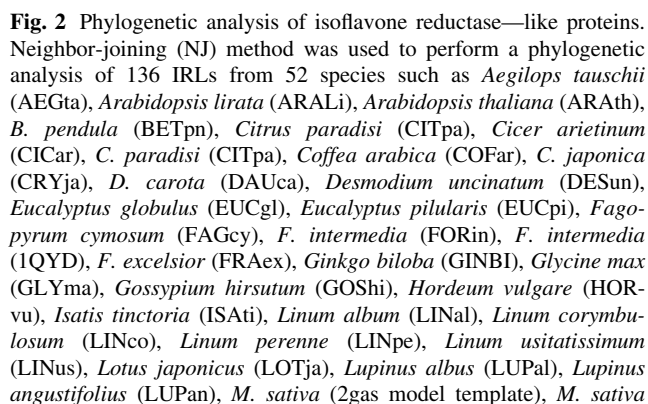 Fig. 2 Phylogenetic analysis of isoflavone reductase—like proteins.
Neighbor-joining (NJ) method was used to perform a phylogenetic
analysis of 136 IRLs from 52 species such as Aegilops tauschii
(AEGta), Arabidopsis lirata (ARALi), Arabidopsis thaliana (ARAth),
B. pendula (BETpn), Citrus paradisi (CITpa), Cicer arietinum
(CICar), C. paradisi (CITpa), Coffea arabica (COFar), C. japonica
(CRYja), D. carota (DAUca), Desmodium uncinatum (DESun),
Eucalyptus globulus (EUCgl), Eucalyptus pilularis (EUCpi), Fago-
pyrum cymosum (FAGcy), F. intermedia (FORin), F. intermedia
(1QYD), F. excelsior (FRAex), Ginkgo biloba (GINBI), Glycine max
(GLYma), Gossypium hirsutum (GOShi), Hordeum vulgare (HOR-
vu), Isatis tinctoria (ISAti), Linum album (LINal), Linum corymbu-
losum (LINco), Linum perenne (LINpe), Linum usitatissimum
(LINus), Lotus japonicus (LOTja), Lupinus albus (LUPal), Lupinus
angustifolius (LUPan), M. sativa (2gas model template), M. sativa